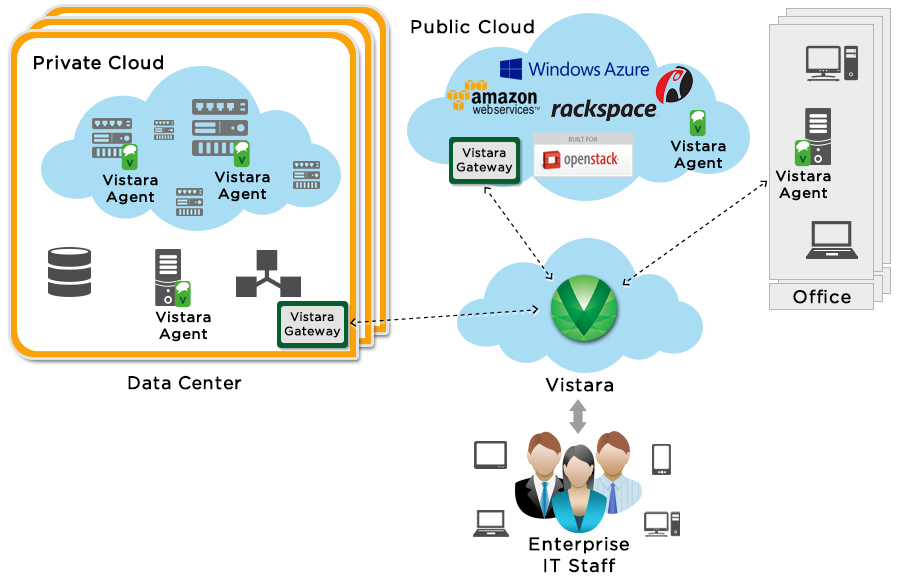 Private Cloud
Vistara
Agent
Vistara
Agent
Vistara
Agent
Vistara
Gateway
Data Center
Public Cloud
Windows Azure
amazon
webservices™
rackspace
Vistara
Gateway
BUILT FOR
openstack
Vistara
Agent
Vistara
Agent
Office
Vistara
Enterprise
IT Staff
V
V
V
V
V